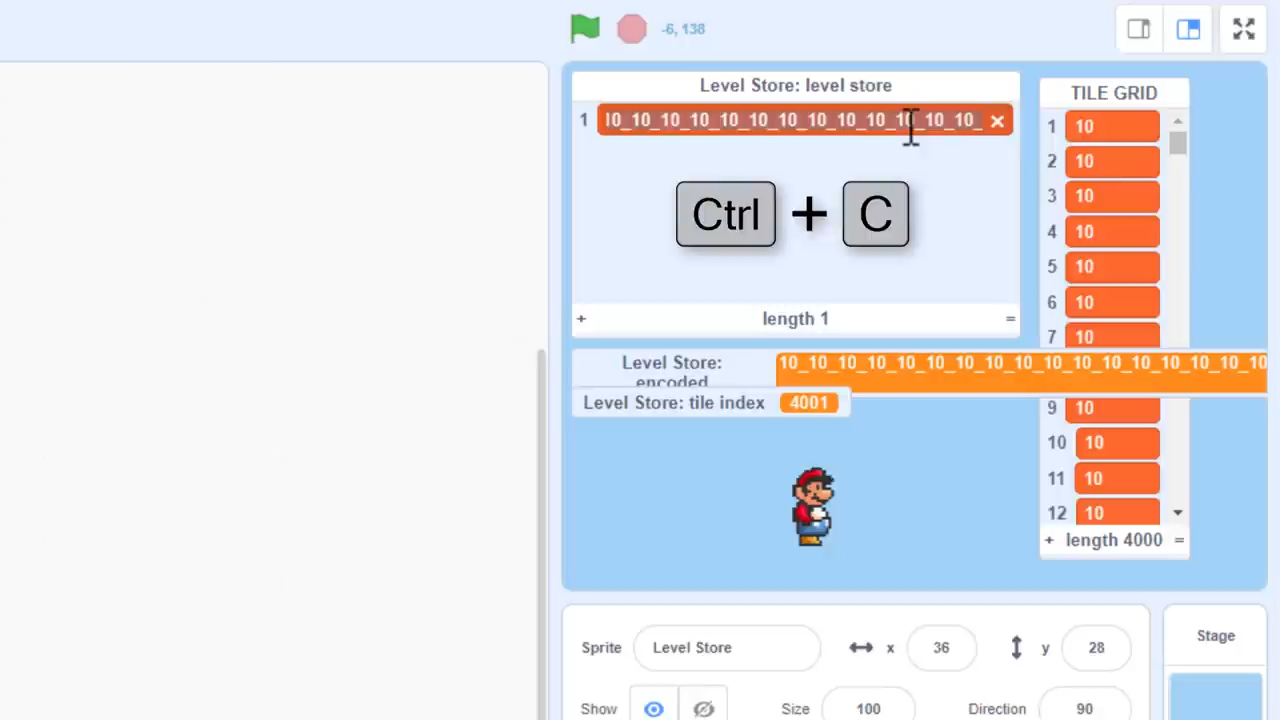 -6, 138
Level Store: level store
1 10_10_10_10_10_10_10_10_10_10_10_10_10_
Ctrl + C
+ length 1 =
Level Store: encoded 10_10_10_10_10_10_10_10_10_10_10_10_10_10_10_10_10
Level Store: tile index 4001
TILE GRID
1 10
2 10
3 10
4 10
5 10
6 10
7 10
9 10
10 10
11 10
12 10
+ length 4000 =
Sprite Level Store x 36 y 28
Show Size 100 Direction 90
Stage